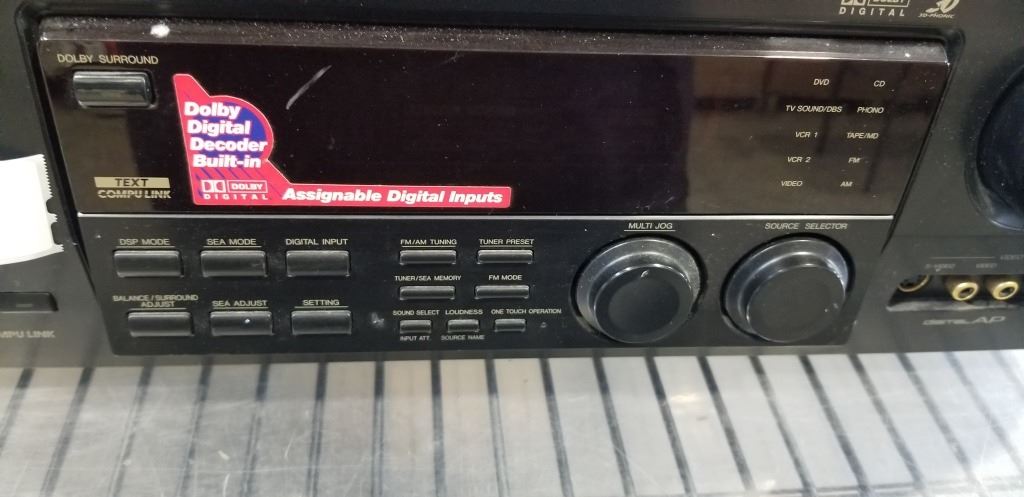 DOLBY
DIGITAL
3D-PHONIC
DOLBY SURROUND
DVD CD
TV SOUND/DBS PHONO
VCR 1 TAPE/MD
VCR 2 FM
VIDEO AM
Dolby
Digital
Decoder
Built-in
DOLBY
DIGITAL
Assignable Digital Inputs
TEXT
COMPU LINK
DSP MODE SEA MODE DIGITAL INPUT
FM/AM TUNING TUNER PRESET
MULTI JOG SOURCE SELECTOR
TUNER/SEA MEMORY FM MODE
BALANCE/SURROUND
ADJUST SEA ADJUST SETTING
SOUND SELECT LOUDNESS ONE TOUCH OPERATION
INPUT ATT. SOURCE NAME
S-VIDEO VIDEO
digital AP
MPU LINK